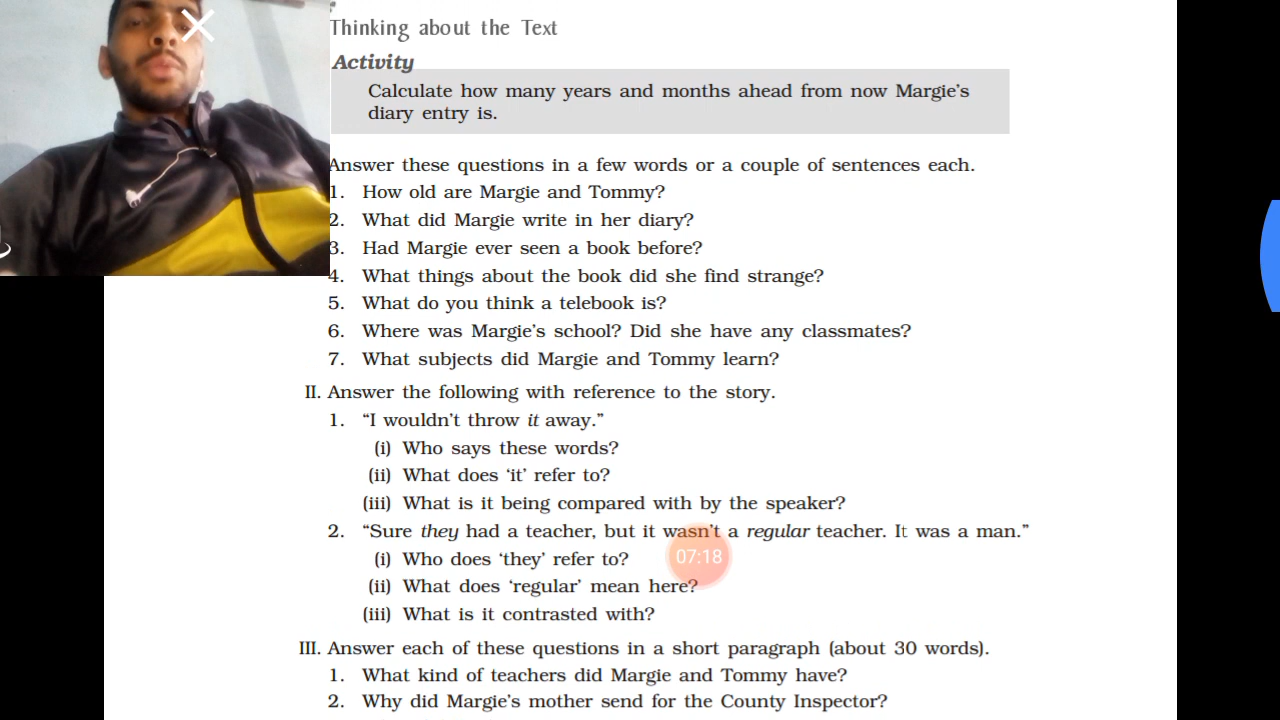 Thinking about the Text
Activity
Calculate how many years and months ahead from now Margie's
diary entry is.
Answer these questions in a few words or a couple of sentences each.
1. How old are Margie and Tommy?
2. What did Margie write in her diary?
3. Had Margie ever seen a book before?
4. What things about the book did she find strange?
5. What do you think a telebook is?
6. Where was Margie's school? Did she have any classmates?
7. What subjects did Margie and Tommy learn?
II. Answer the following with reference to the story.
1. “I wouldn't throw it away.”
(i) Who says these words?
(ii) What does ‘it’ refer to?
(iii) What is it being compared with by the speaker?
2. “Sure they had a teacher, but it wasn't a regular teacher. It was a man.”
(i) Who does ‘they’ refer to?
07:18
(ii) What does ‘regular’ mean here?
(iii) What is it contrasted with?
III. Answer each of these questions in a short paragraph (about 30 words).
1. What kind of teachers did Margie and Tommy have?
2. Why did Margie's mother send for the County Inspector?